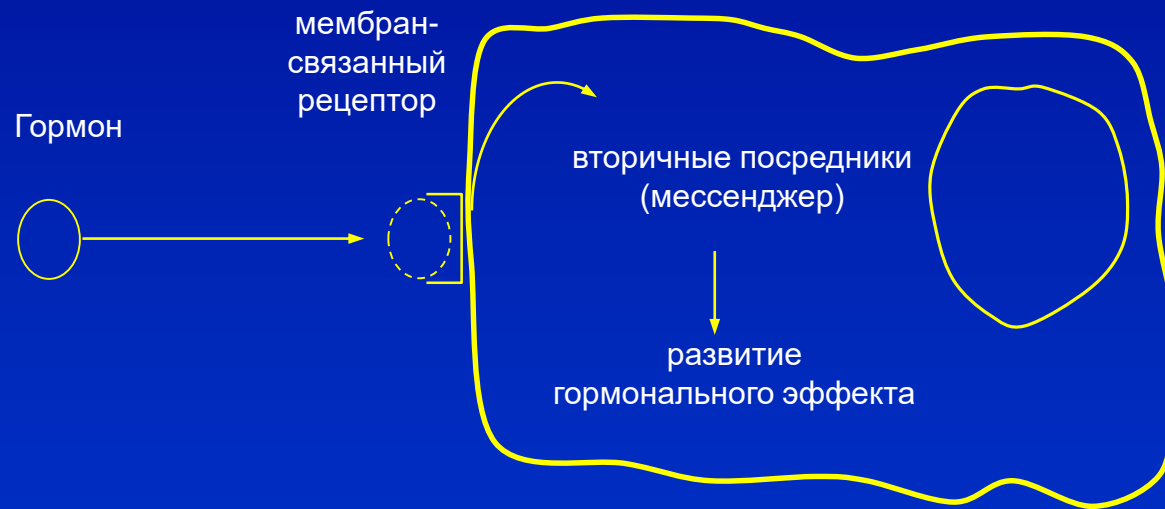 мембран-
связанный
рецептор
Гормон
вторичные посредники
(мессенджер)
развитие
гормонального эффекта